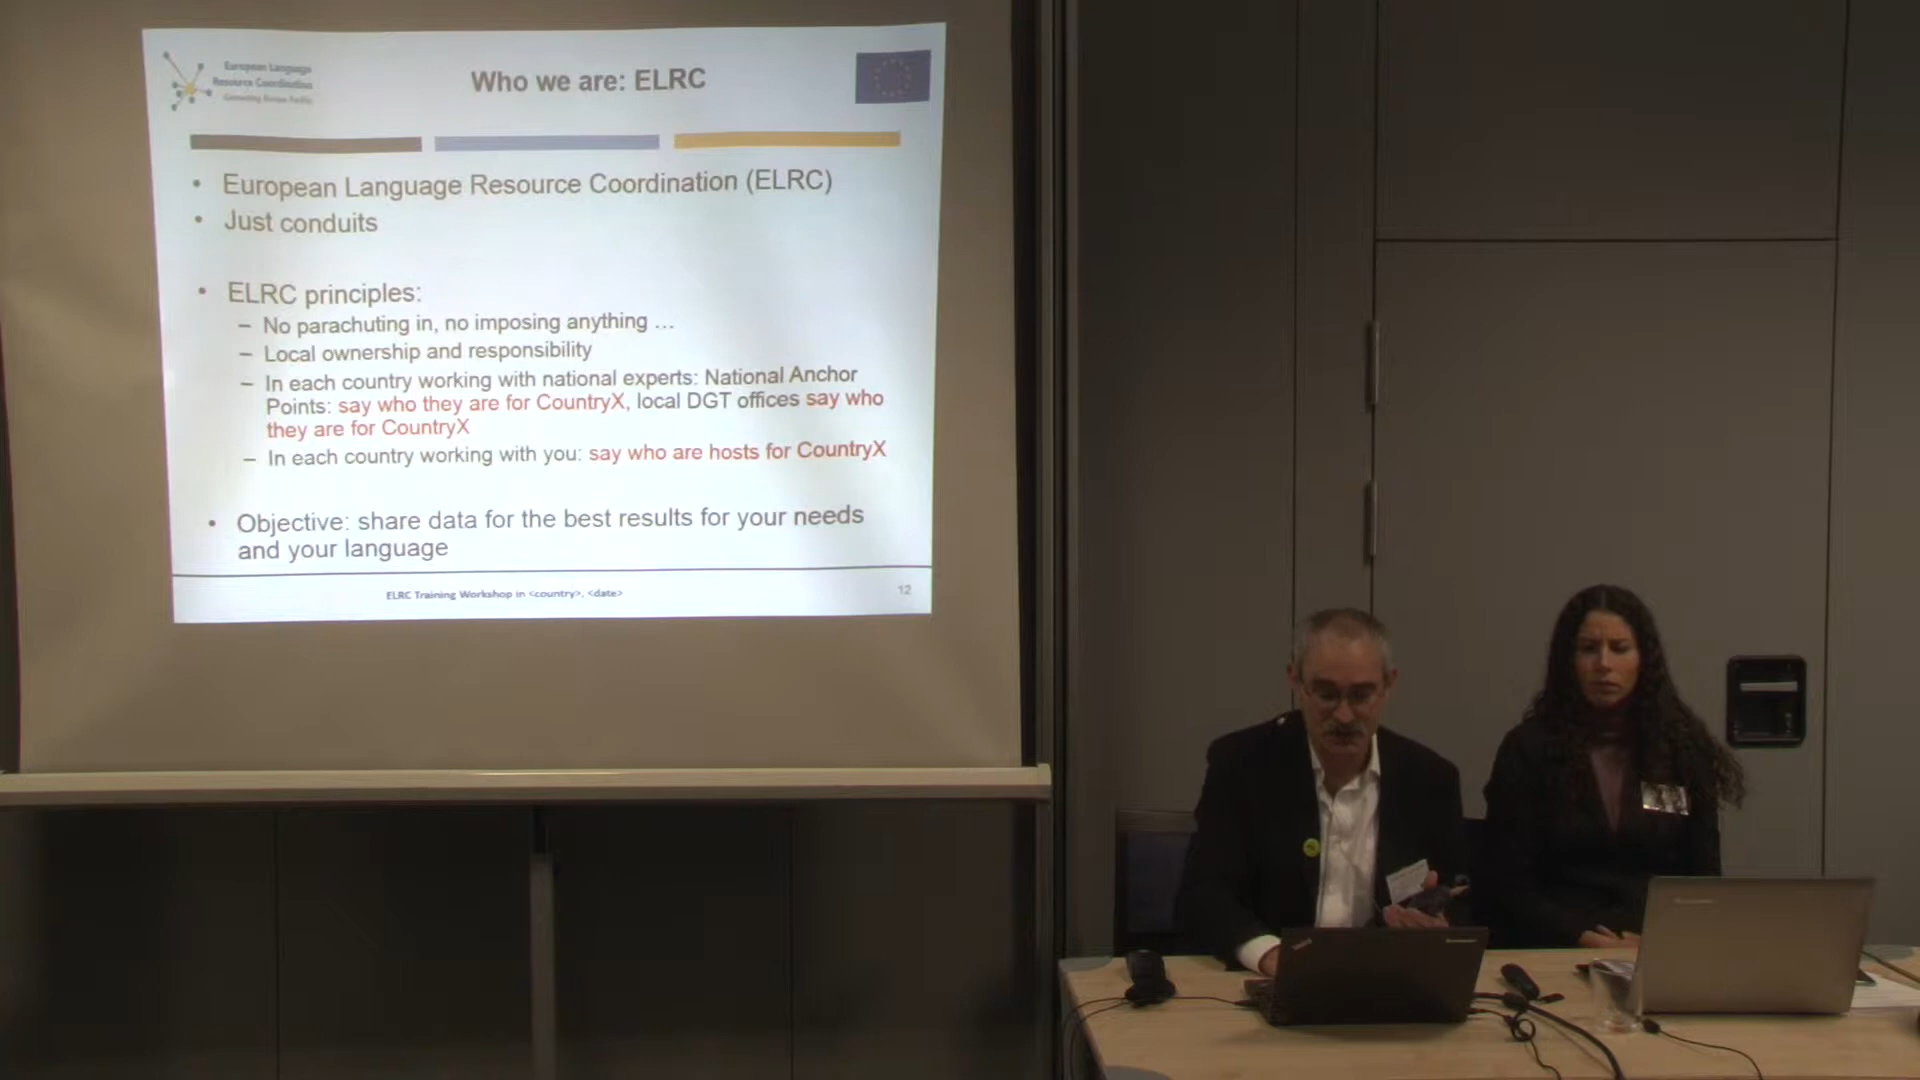 European Language
Resource Coordination
Connecting Europe Facility
Who we are: ELRC
• European Language Resource Coordination (ELRC)
• Just conduits
• ELRC principles:
– No parachuting in, no imposing anything ...
– Local ownership and responsibility
– In each country working with national experts: National Anchor
Points: say who they are for CountryX, local DGT offices say who
they are for CountryX
– In each country working with you: say who are hosts for CountryX
• Objective: share data for the best results for your needs
and your language
ELRC Training Workshop in <country>, <date>
12